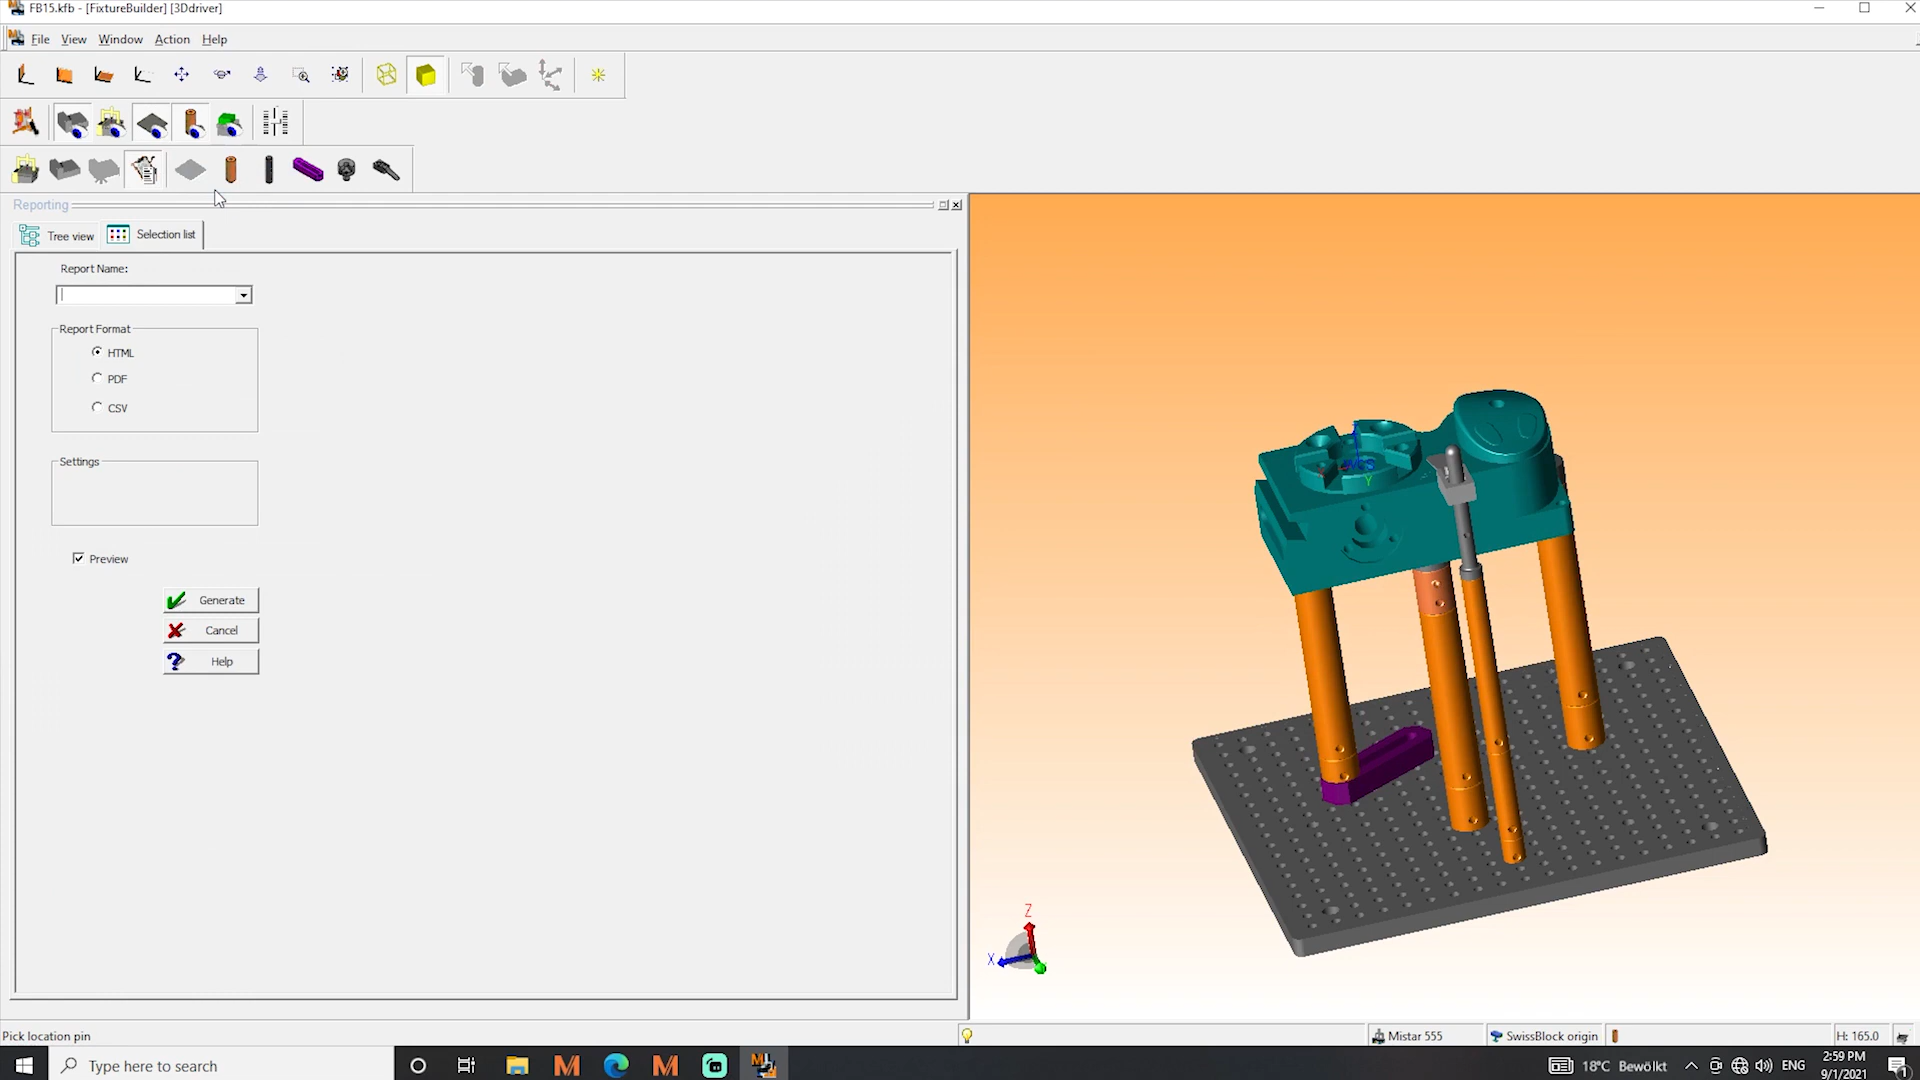 FB15.kfb - [FixtureBuilder] [3Ddriver]
File View Window Action Help
Reporting
Tree view Selection list
Report Name:
Report Format
HTML
PDF
CSV
Settings
Preview
Generate
Cancel
Help
WCS
Y
Z
X
Pick location pin
Mistar 555
SwissBlock origin
H: 165.0
Type here to search
18°C Bewölkt
ENG
2:59 PM
9/1/2021
1